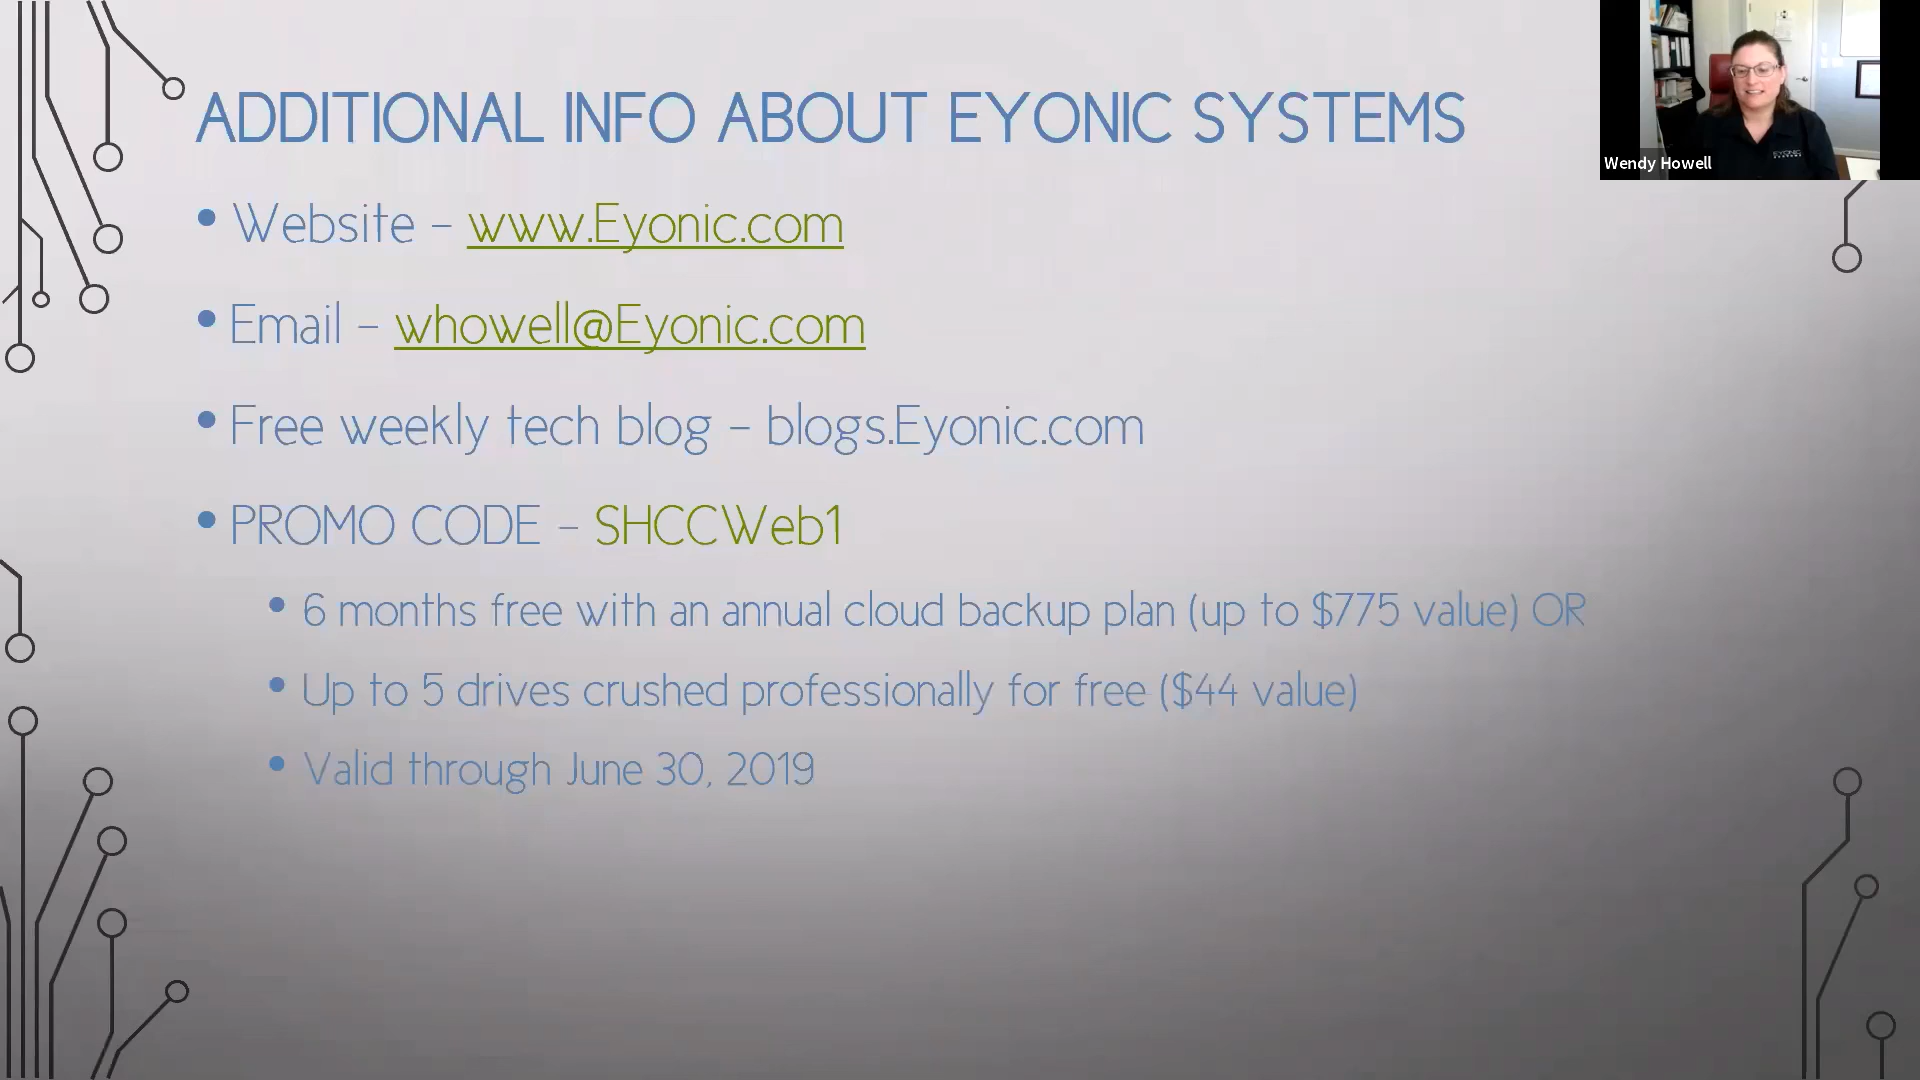 ADDITIONAL INFO ABOUT EYONIC SYSTEMS
• Website – www.Eyonic.com
• Email – whowell@Eyonic.com
• Free weekly tech blog – blogs.Eyonic.com
• PROMO CODE – SHCCWeb1
• 6 months free with an annual cloud backup plan (up to $775 value) OR
• Up to 5 drives crushed professionally for free ($44 value)
• Valid through June 30, 2019
Wendy Howell
EYONIC
SYSTEMS